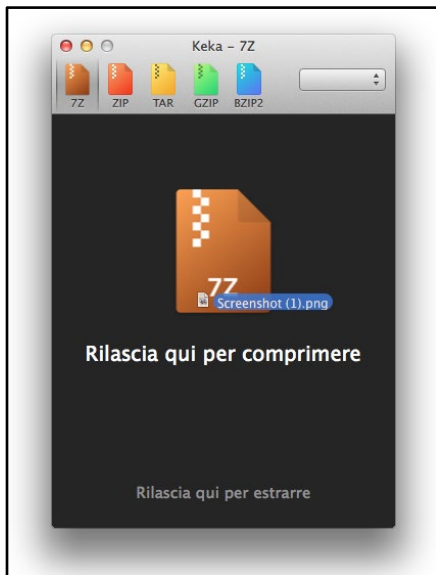 Keka – 7Z
7Z ZIP TAR GZIP BZIP2
7Z
Screenshot (1).png
Rilascia qui per comprimere
Rilascia qui per estrarre